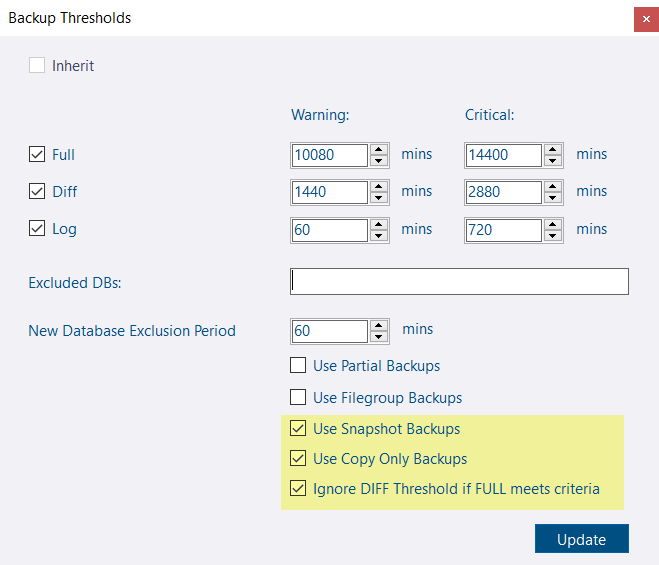 Backup Thresholds
Inherit
Warning: Critical:
Full 10080 mins 14400 mins
Diff 1440 mins 2880 mins
Log 60 mins 720 mins
Excluded DBs:
New Database Exclusion Period 60 mins
Use Partial Backups
Use Filegroup Backups
Use Snapshot Backups
Use Copy Only Backups
Ignore DIFF Threshold if FULL meets criteria
Update